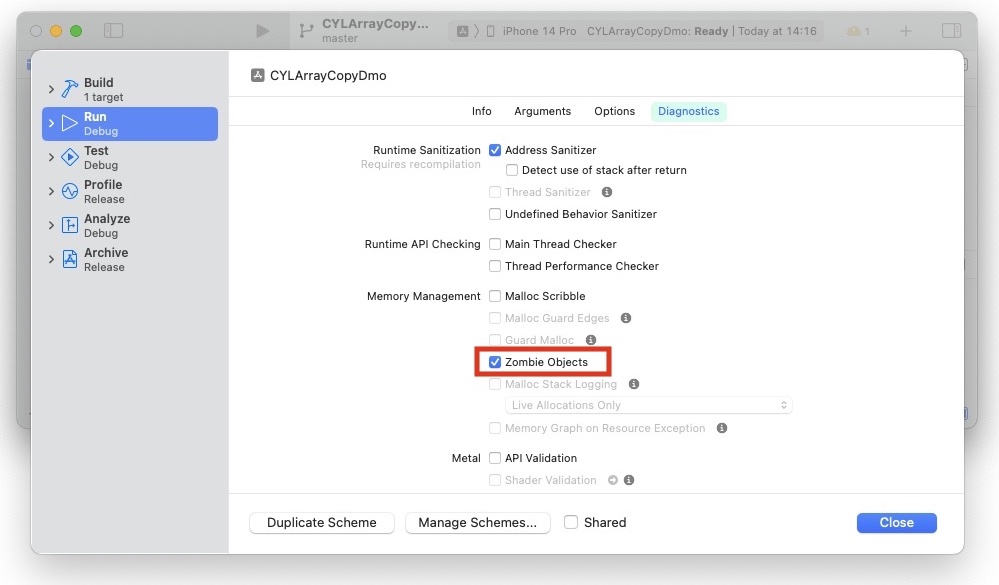 CYLArrayCopy...
master
iPhone 14 Pro CYLArrayCopyDmo: Ready | Today at 14:16
1
Build
1 target
Run
Debug
Test
Debug
Profile
Release
Analyze
Debug
Archive
Release
CYLArrayCopyDmo
Info Arguments Options Diagnostics
Runtime Sanitization Address Sanitizer
Requires recompilation
Detect use of stack after return
Thread Sanitizer
Undefined Behavior Sanitizer
Runtime API Checking Main Thread Checker
Thread Performance Checker
Memory Management Malloc Scribble
Malloc Guard Edges
Guard Malloc
Zombie Objects
Malloc Stack Logging
Live Allocations Only
Memory Graph on Resource Exception
Metal API Validation
Shader Validation
Duplicate Scheme Manage Schemes... Shared Close